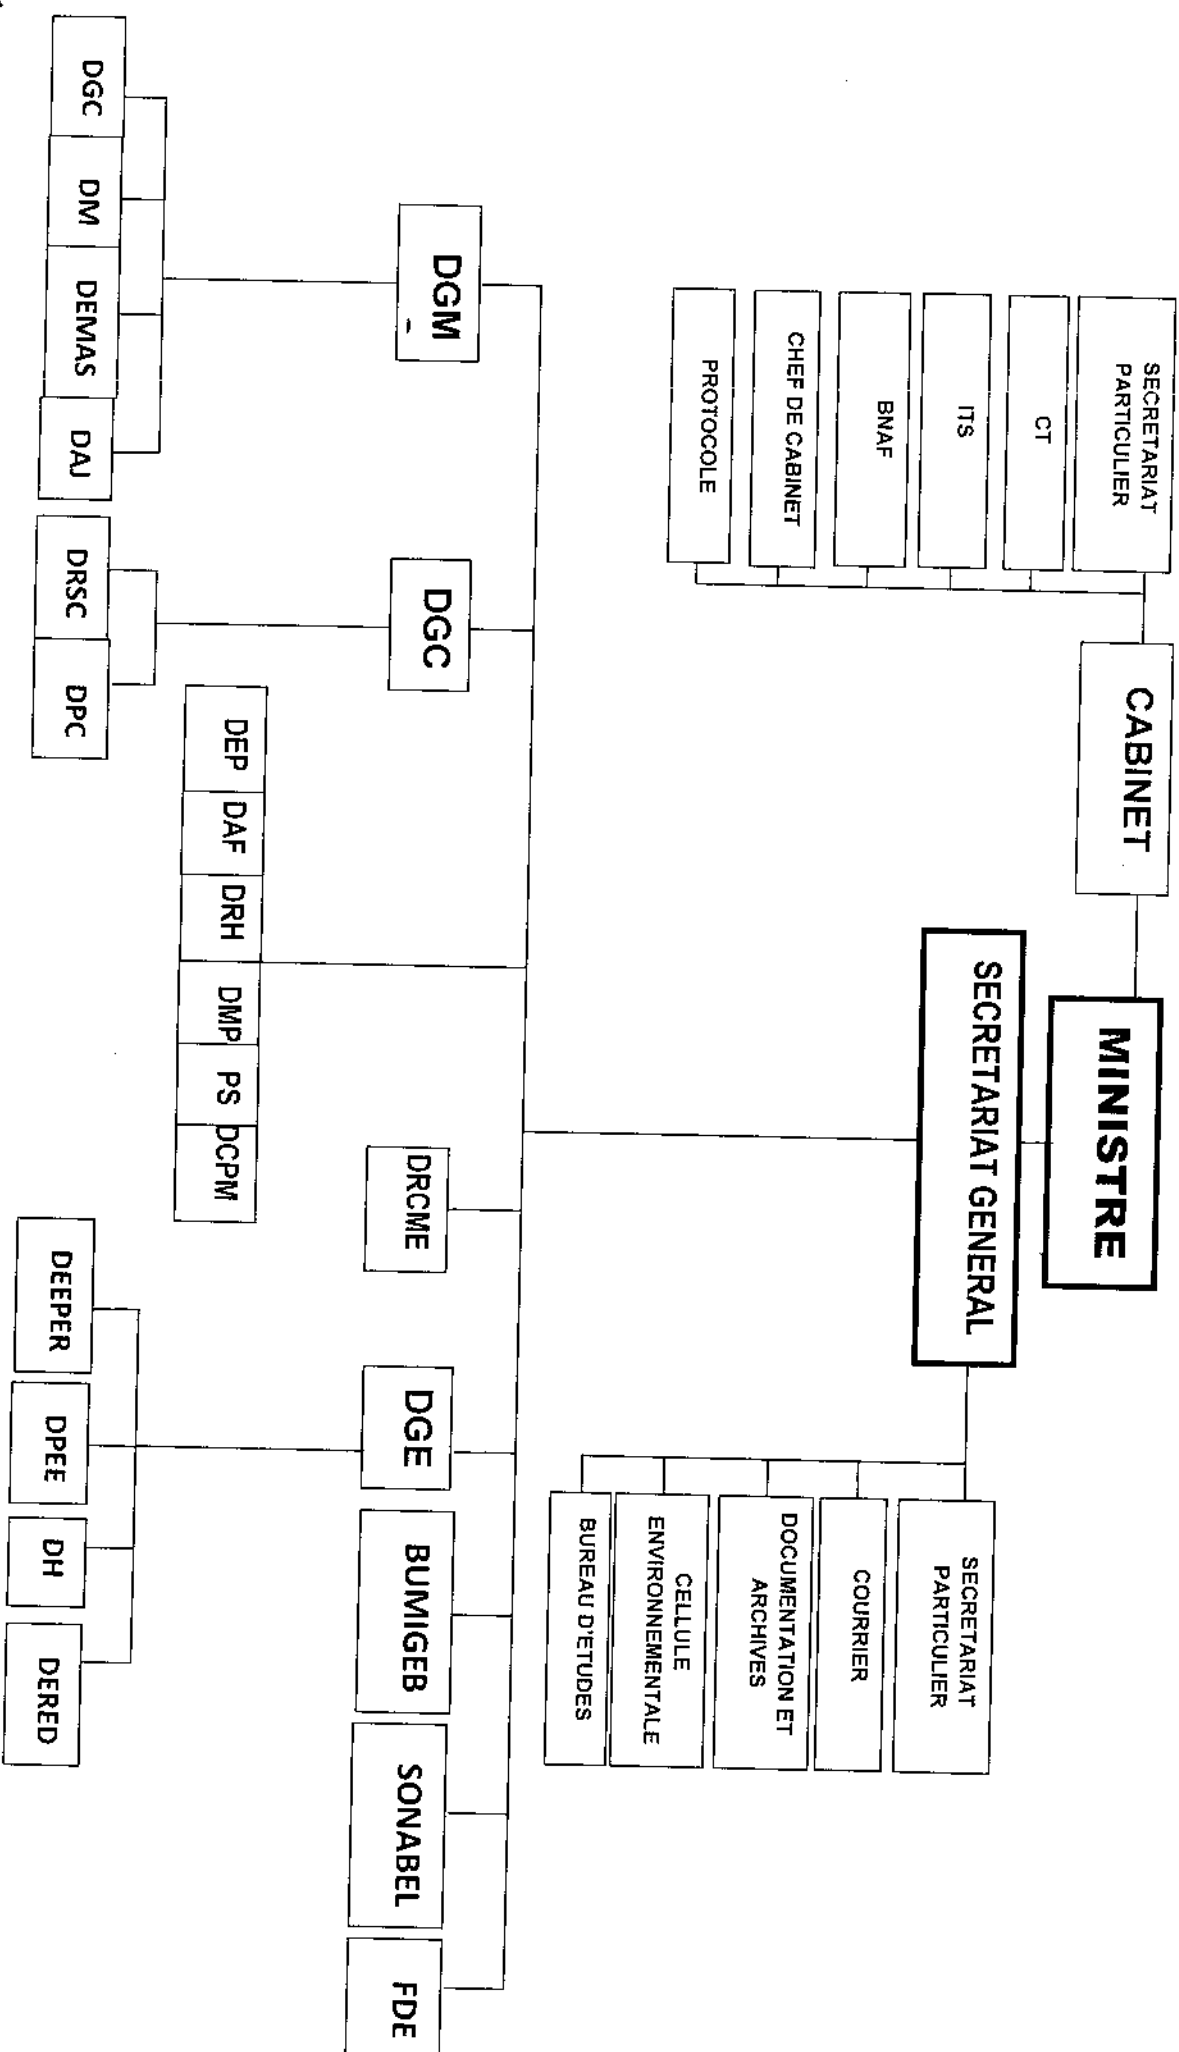 MINISTRE
CABINET
SECRETARIAT
PARTICULIER
CT
ITS
BNAF
CHEF DE CABINET
PROTOCOLE
SECRETARIAT GENERAL
SECRETARIAT
PARTICULIER
COURRIER
DOCUMENTATION ET
ARCHIVES
CELLULE
ENVIRONNEMENTALE
BUREAU D'ETUDES
DGM
DGC
DRCME
DGE
BUMIGEB
SONABEL
FDE
DEP
DAF
DRH
DMP
PS
DCPM
DGC
DM
DEMAS
DAJ
DRSC
DPC
DEEPER
DPEE
DH
DERED